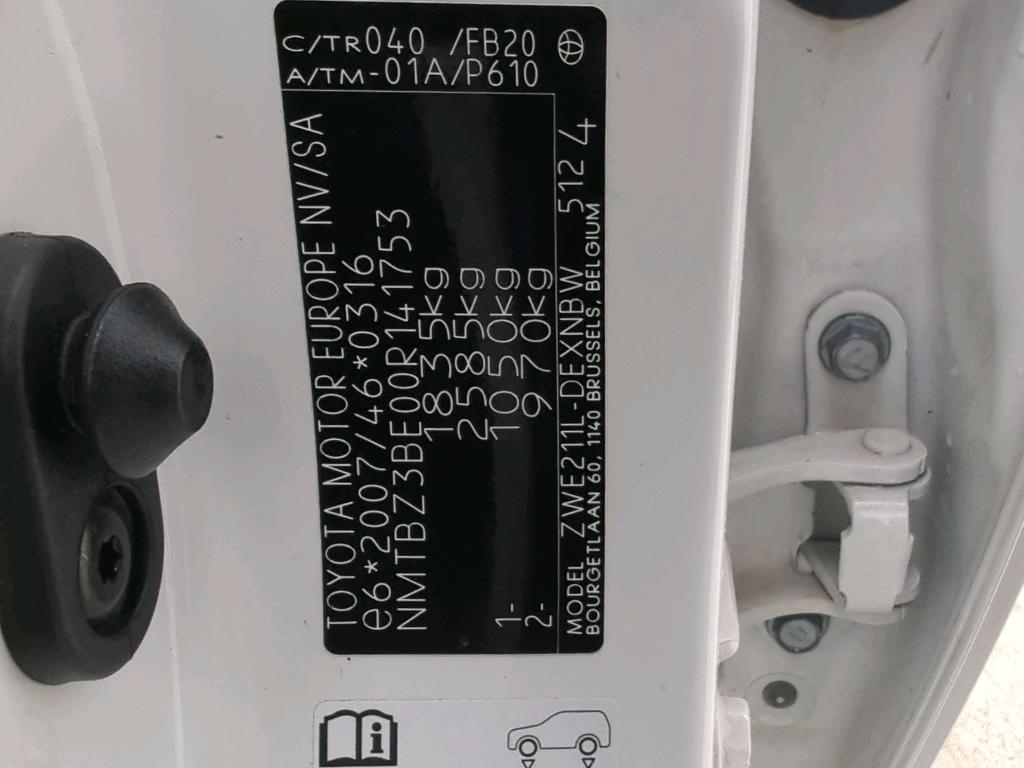 C/TR040 /FB20
A/TM-01A/P610
TOYOTA MOTOR EUROPE NV/SA
e6*2007/46*0316
NMTBZ3BE00R141753
1835kg
2585kg
1- 1050kg
2- 970kg
MODEL ZWE211L-DEXNBW 512 4
BOURGETLAAN 60, 1140 BRUSSELS, BELGIUM
i